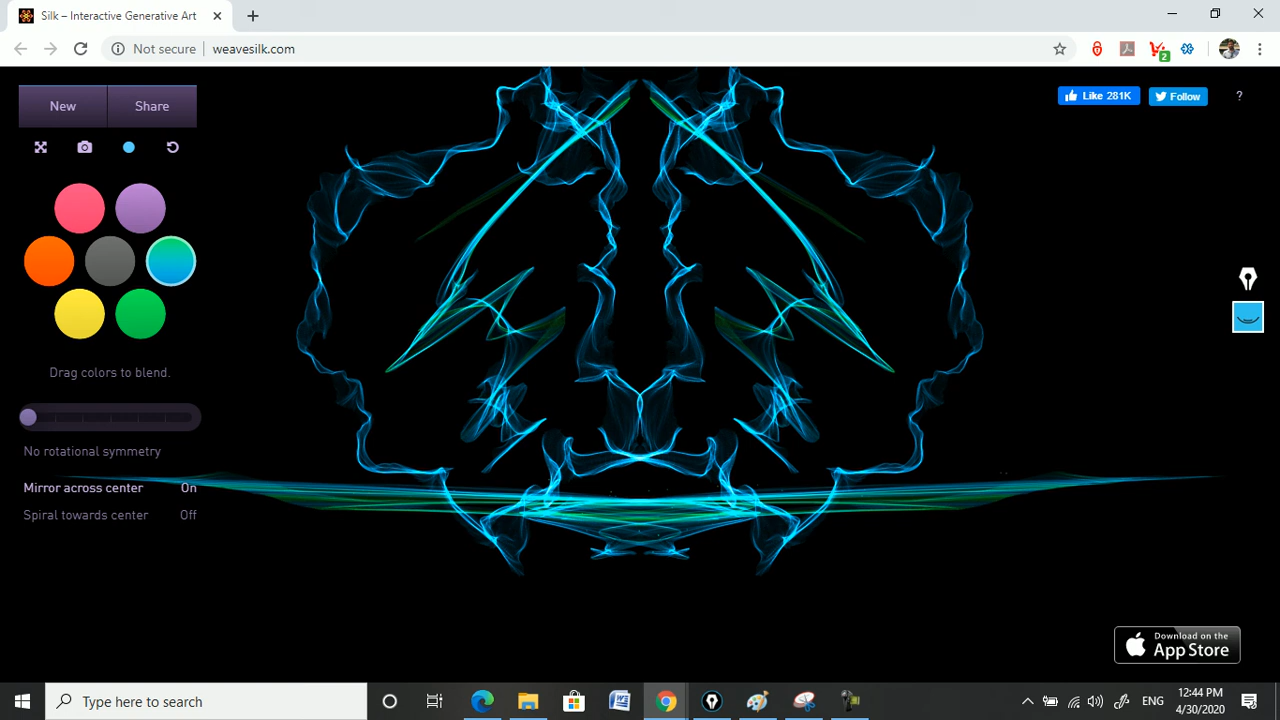 Silk – Interactive Generative Art
Not secure
weavesilk.com
2
New
Share
Like 281K
Follow
?
Drag colors to blend.
No rotational symmetry
Mirror across center On
Spiral towards center Off
Download on the
App Store
Type here to search
ENG
12:44 PM
4/30/2020